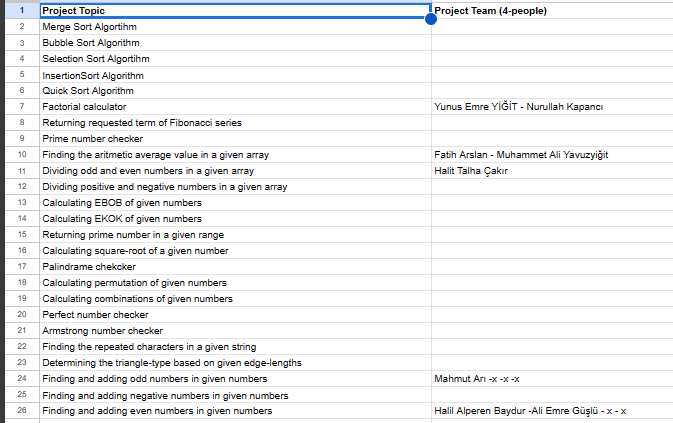 1 Project Topic Project Team (4-people)
2 Merge Sort Algortihm
3 Bubble Sort Algorithm
4 Selection Sort Algortihm
5 InsertionSort Algorithm
6 Quick Sort Algorithm
7 Factorial calculator Yunus Emre YİĞİT - Nurullah Kapancı
8 Returning requested term of Fibonacci series
9 Prime number checker
10 Finding the aritmetic average value in a given array Fatih Arslan - Muhammet Ali Yavuzyiğit
11 Dividing odd and even numbers in a given array Halit Talha Çakır
12 Dividing positive and negative numbers in a given array
13 Calculating EBOB of given numbers
14 Calculating EKOK of given numbers
15 Returning prime number in a given range
16 Calculating square-root of a given number
17 Palindrame chekcker
18 Calculating permutation of given numbers
19 Calculating combinations of given numbers
20 Perfect number checker
21 Armstrong number checker
22 Finding the repeated characters in a given string
23 Determining the triangle-type based on given edge-lengths
24 Finding and adding odd numbers in given numbers Mahmut Arı -x -x -x
25 Finding and adding negative numbers in given numbers
26 Finding and adding even numbers in given numbers Halil Alperen Baydur -Ali Emre Güşlü - x - x